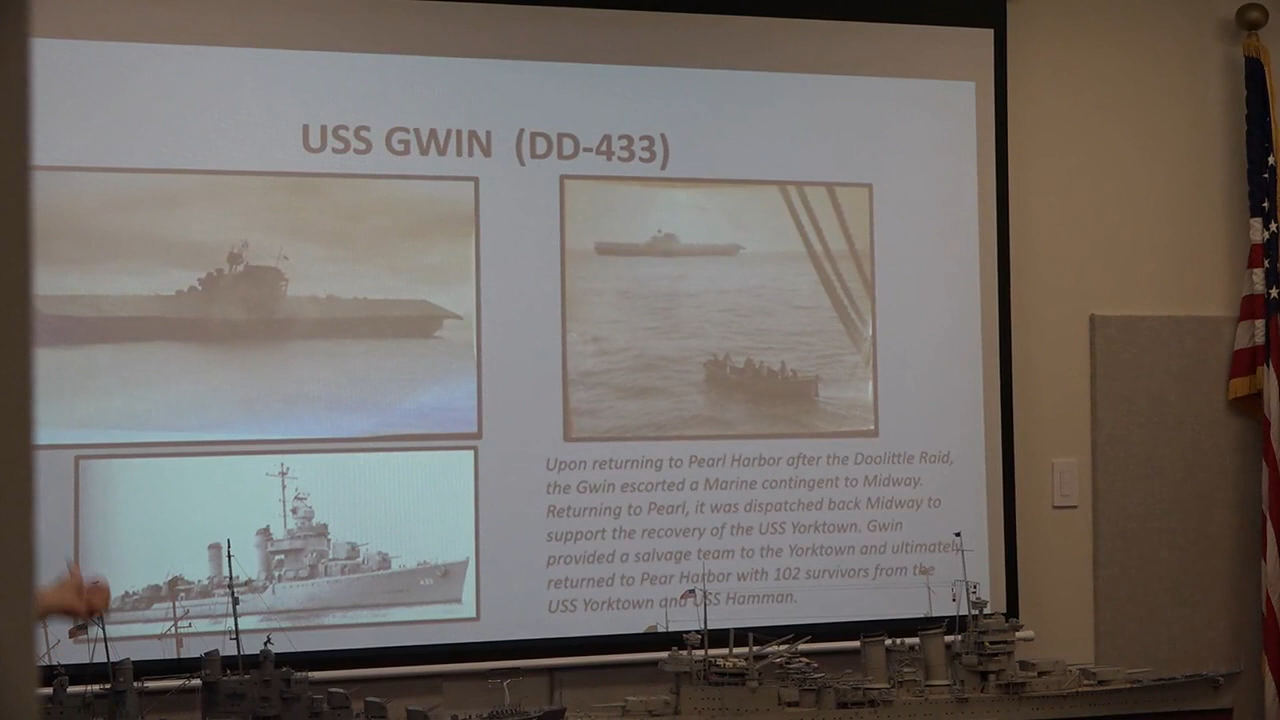 USS GWIN (DD-433)
433
Upon returning to Pearl Harbor after the Doolittle Raid,
the Gwin escorted a Marine contingent to Midway.
Returning to Pearl, it was dispatched back Midway to
support the recovery of the USS Yorktown. Gwin
provided a salvage team to the Yorktown and ultimately
returned to Pear Harbor with 102 survivors from the
USS Yorktown and USS Hamman.